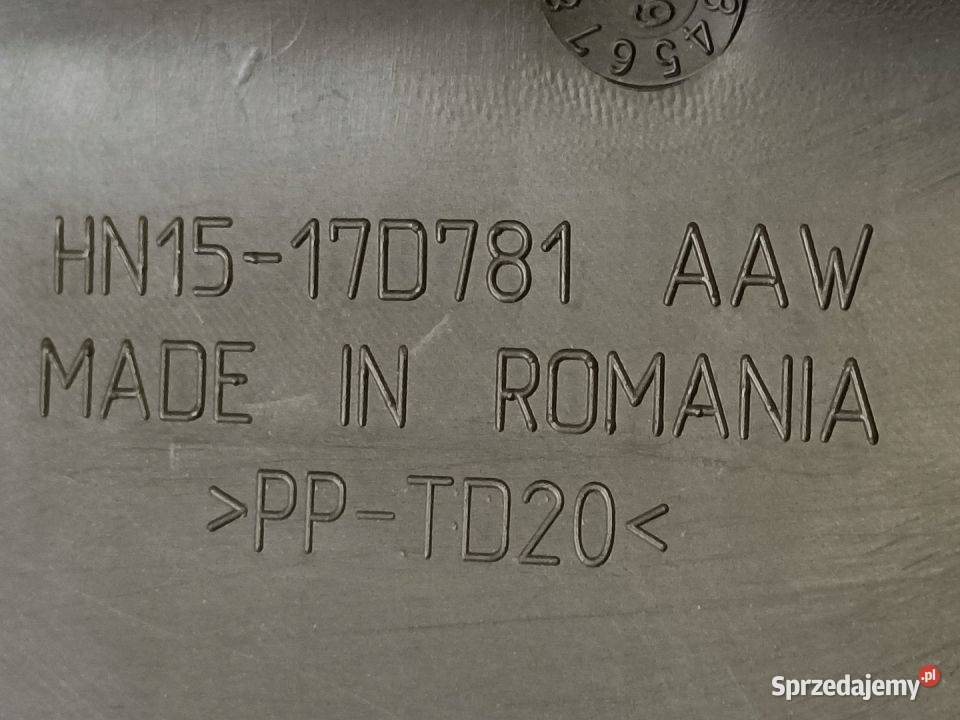 HN15-17D781 AAW
MADE IN ROMANIA
>PP-TD20<
Sprzedajemy.pl